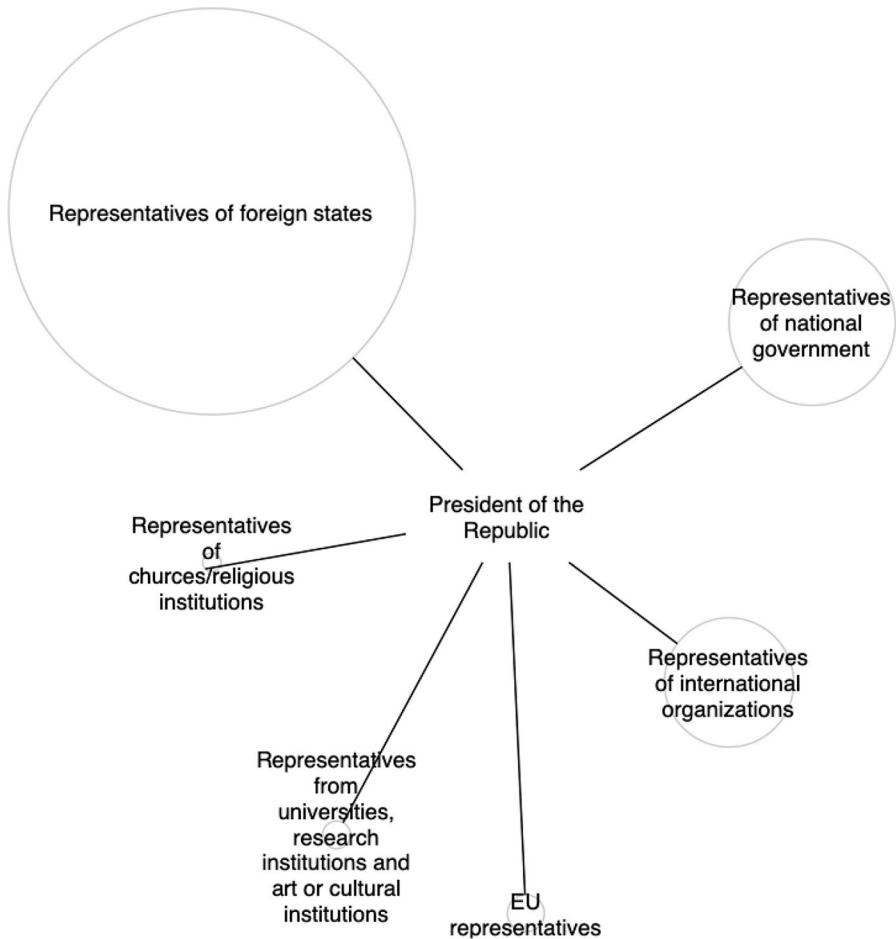 Representatives of foreign states
Representatives
of national
government
President of the
Republic
Representatives
of
churces/religious
institutions
Representatives
of international
organizations
Representatives
from
universities,
research
institutions and
art or cultural
institutions
EU
representatives